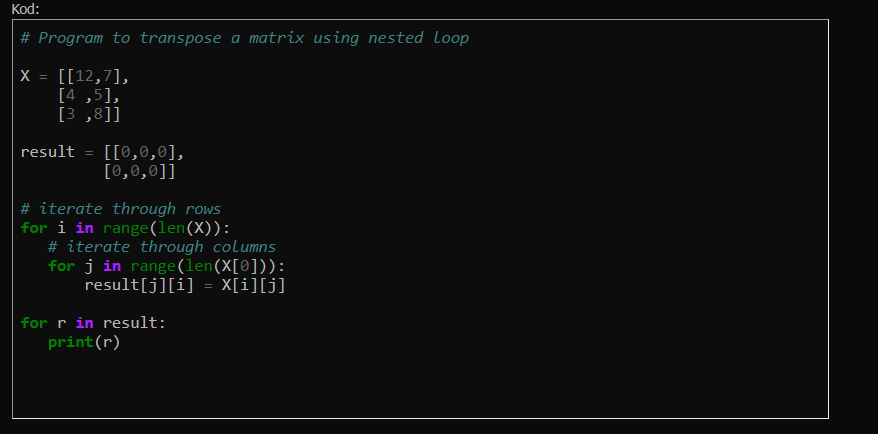 Kod:
# Program to transpose a matrix using nested loop
X = [[12,7],
    [4 ,5],
    [3 ,8]]
result = [[0,0,0],
         [0,0,0]]
# iterate through rows
for i in range(len(X)):
   # iterate through columns
   for j in range(len(X[0])):
       result[j][i] = X[i][j]
for r in result:
   print(r)